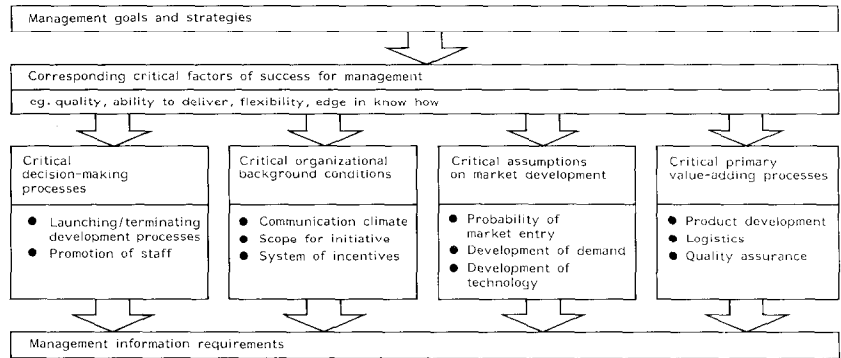 Management goals and strategies
Corresponding critical factors of success for management
eg. quality, ability to deliver, flexibility, edge in know how
Critical
decision-making
processes
● Launching/terminating
development processes
● Promotion of staff
Critical organizational
background conditions
● Communication climate
● Scope for initiative
● System of incentives
Critical assumptions
on market development
● Probability of
market entry
● Development of demand
● Development of
technology
Critical primary
value-adding processes
● Product development
● Logistics
● Quality assurance
Management information requirements